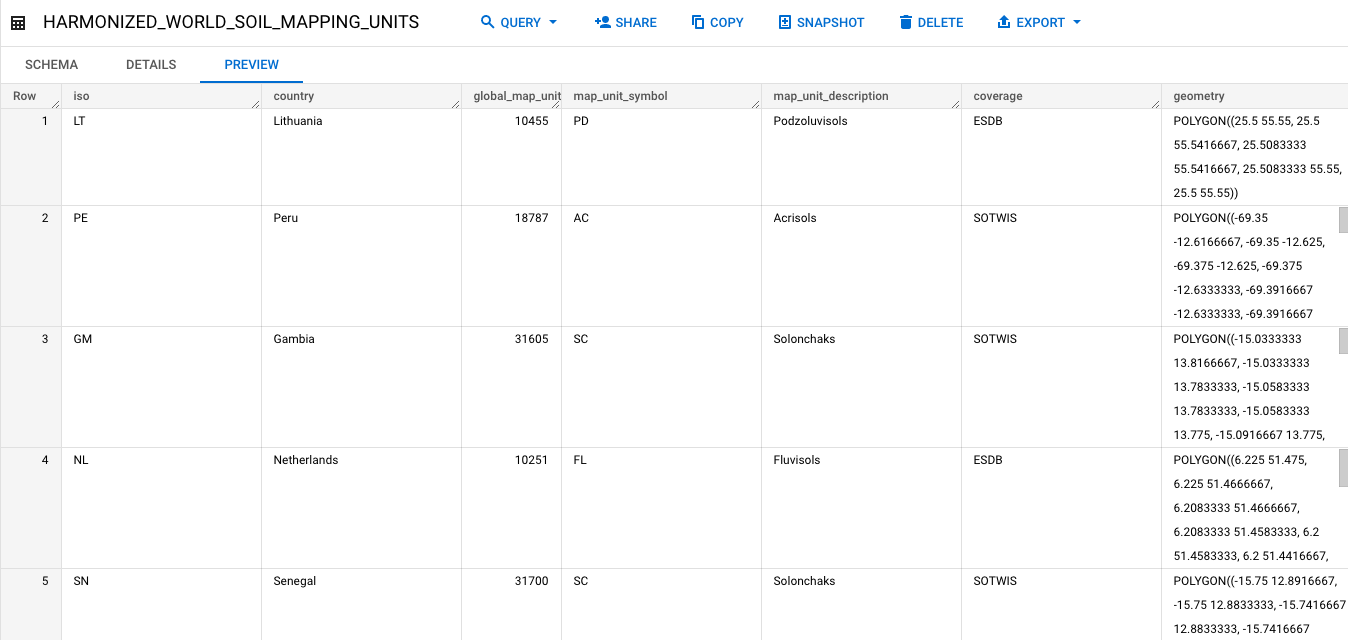 HARMONIZED_WORLD_SOIL_MAPPING_UNITS QUERY SHARE COPY SNAPSHOT DELETE EXPORT
SCHEMA DETAILS PREVIEW
Row iso country global_map_unit map_unit_symbol map_unit_description coverage geometry
1 LT Lithuania 10455 PD Podzoluvisols ESDB POLYGON((25.5 55.55, 25.5
55.5416667, 25.5083333
55.5416667, 25.5083333 55.55,
25.5 55.55))
2 PE Peru 18787 AC Acrisols SOTWIS POLYGON((-69.35
-12.6166667, -69.35 -12.625,
-69.375 -12.625, -69.375
-12.6333333, -69.3916667
-12.6333333, -69.3916667
3 GM Gambia 31605 SC Solonchaks SOTWIS POLYGON((-15.0333333
13.8166667, -15.0333333
13.7833333, -15.0583333
13.7833333, -15.0583333
13.775, -15.0916667 13.775,
4 NL Netherlands 10251 FL Fluvisols ESDB POLYGON((6.225 51.475,
6.225 51.4666667,
6.2083333 51.4666667,
6.2083333 51.4583333, 6.2
51.4583333, 6.2 51.4416667,
5 SN Senegal 31700 SC Solonchaks SOTWIS POLYGON((-15.75 12.8916667,
-15.75 12.8833333, -15.7416667
12.8833333, -15.7416667